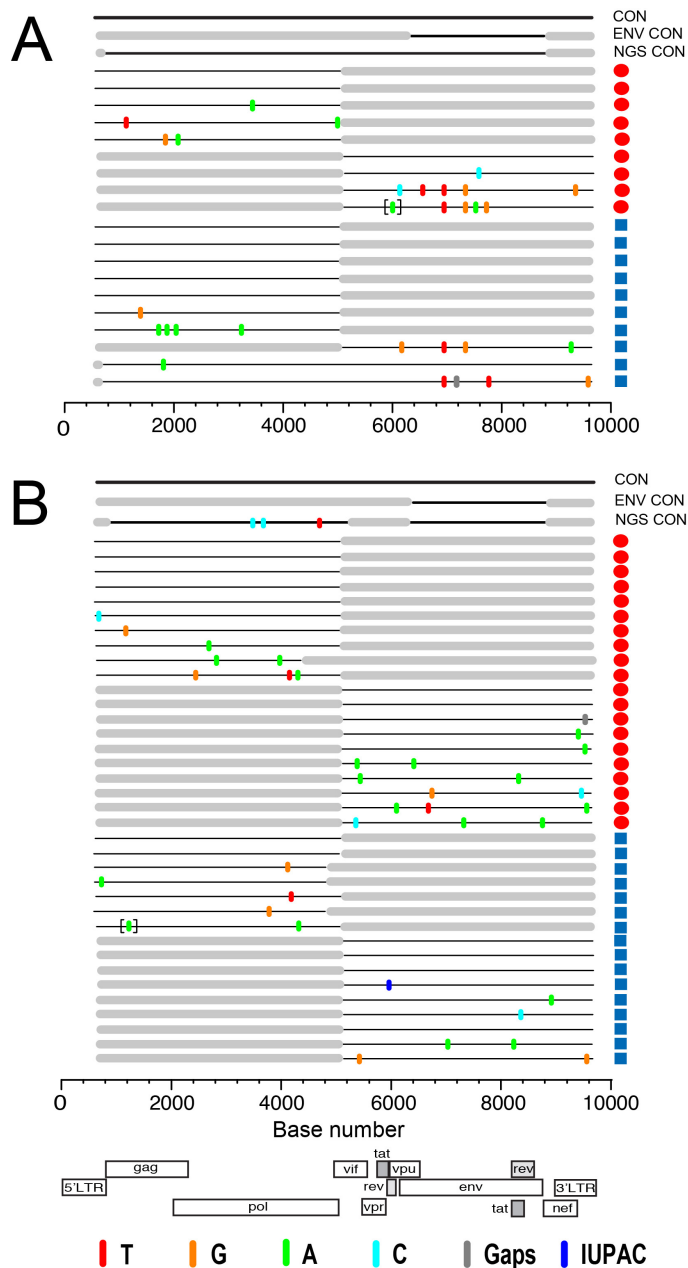 A
CON
ENV CON
NGS CON
0 2000 4000 6000 8000 10000
B
CON
ENV CON
NGS CON
0 2000 4000 6000 8000 10000
Base number
tat
gag vif vpu rev
5'LTR rev env 3'LTR
pol vpr tat nef
T G A C Gaps IUPAC